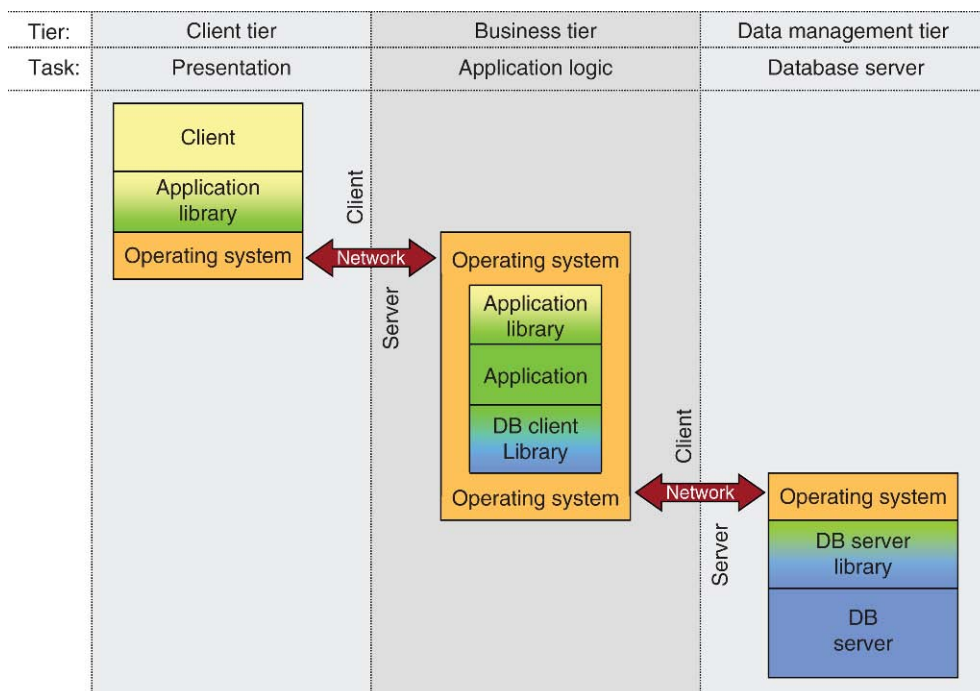 Tier: Client tier Business tier Data management tier
Task: Presentation Application logic Database server
Client
Application
library
Operating system
Client
Network
Server
Operating system
Application
library
Application
DB client
Library
Operating system
Client
Network
Server
Operating system
DB server
library
DB
server